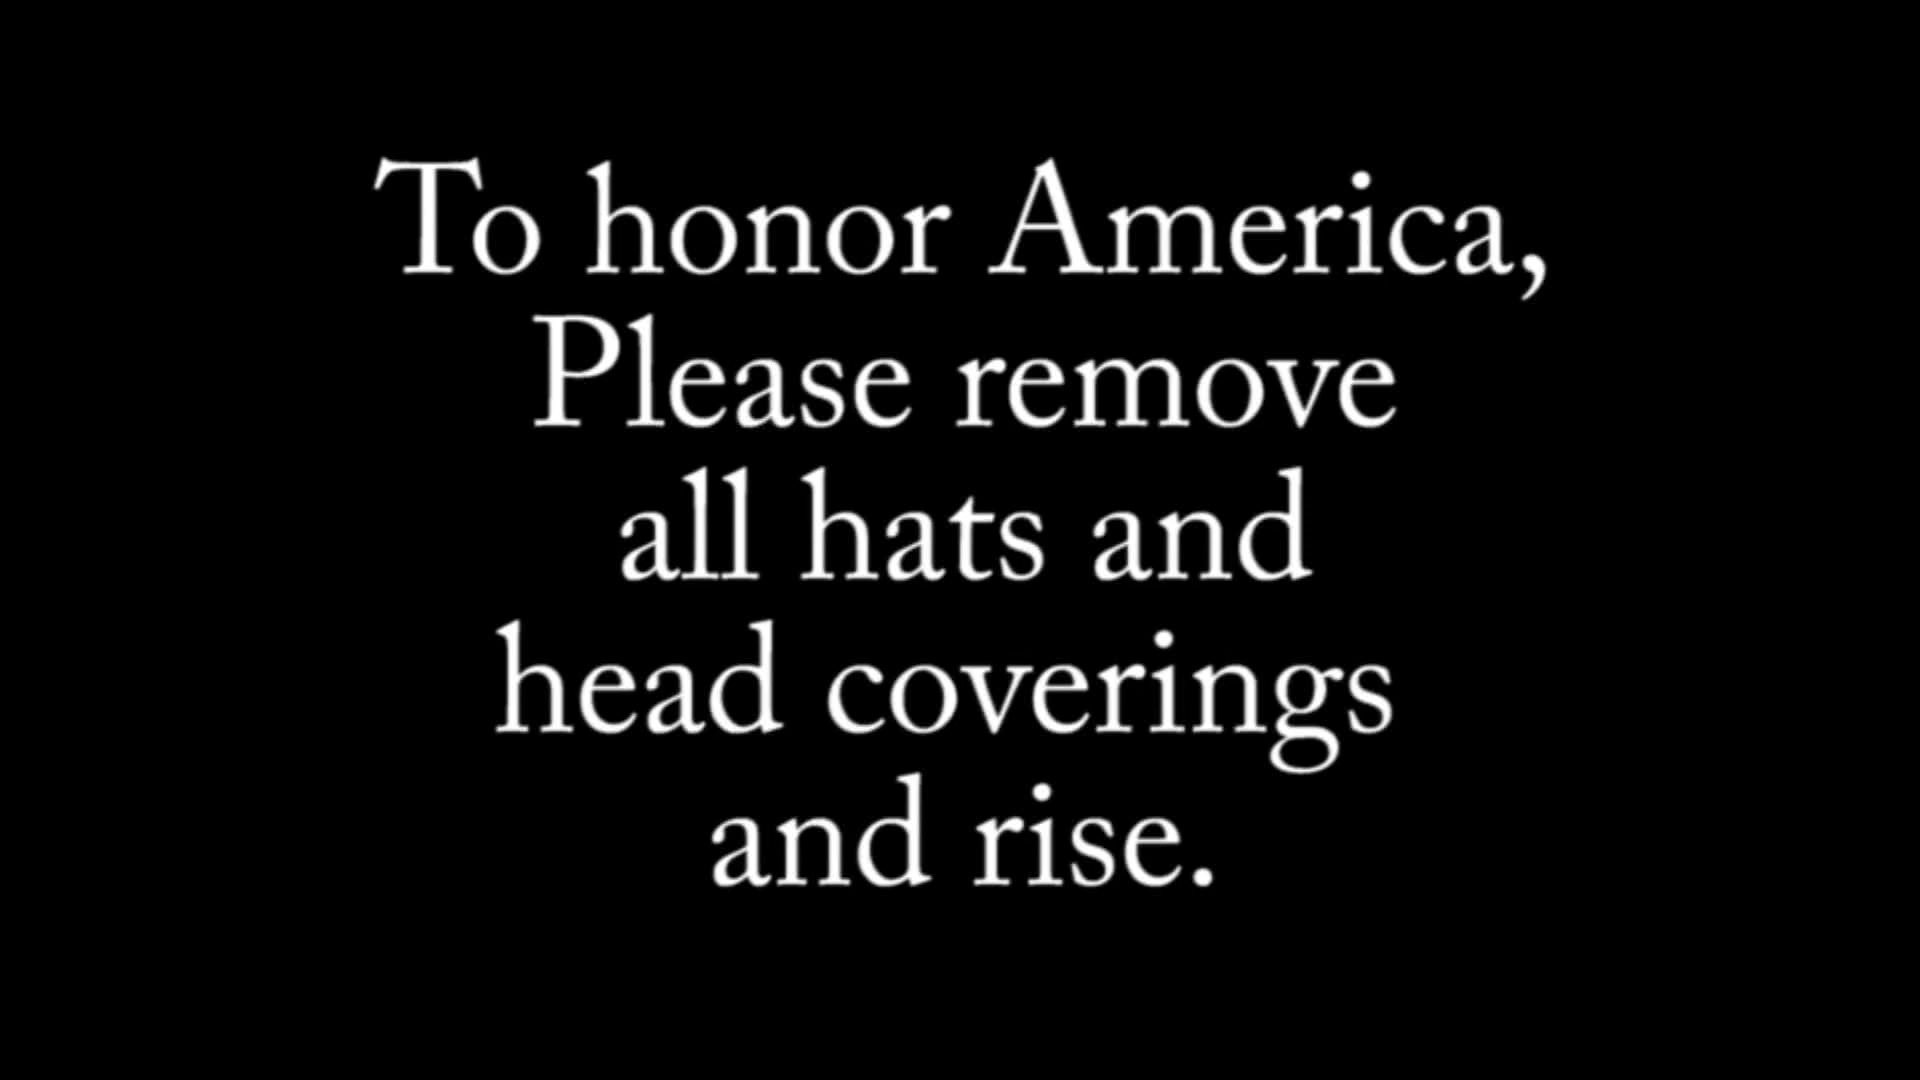 To honor America,
Please remove
all hats and
head coverings
and rise.